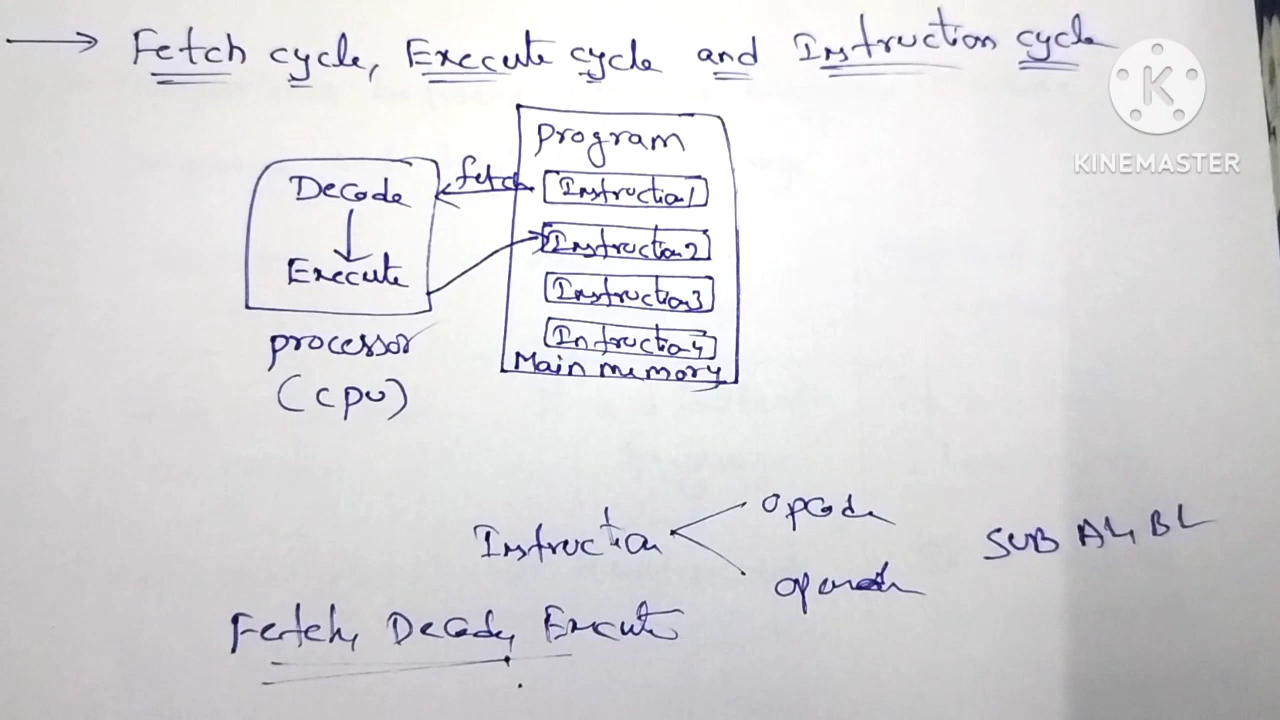 → Fetch cycle, Execute cycle and Instruction cycle
K
KINEMASTER
program
Decode
fetch
Instruction1
Execute
Instruction2
Instruction3
Instruction4
Main memory
processor
(CPU)
Instruction
opcode
operands
SUB AL, BL
Fetch, Decode, Execute